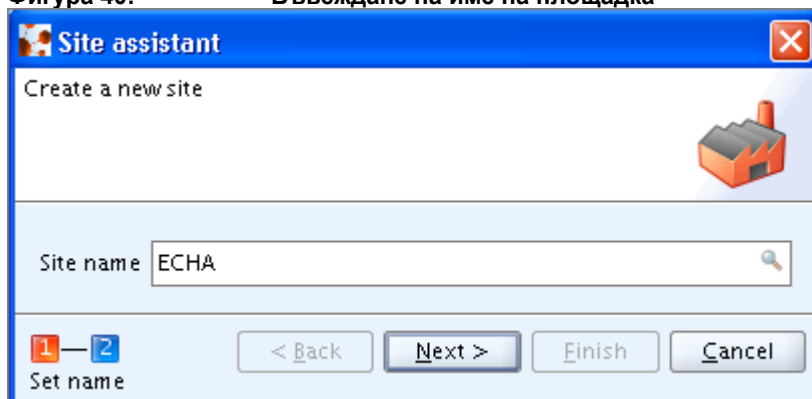 Фигура 40: Въвеждане на име на площадка
Site assistant
Create a new site
Site name ECHA
1 2
< Back Next > Finish Cancel
Set name